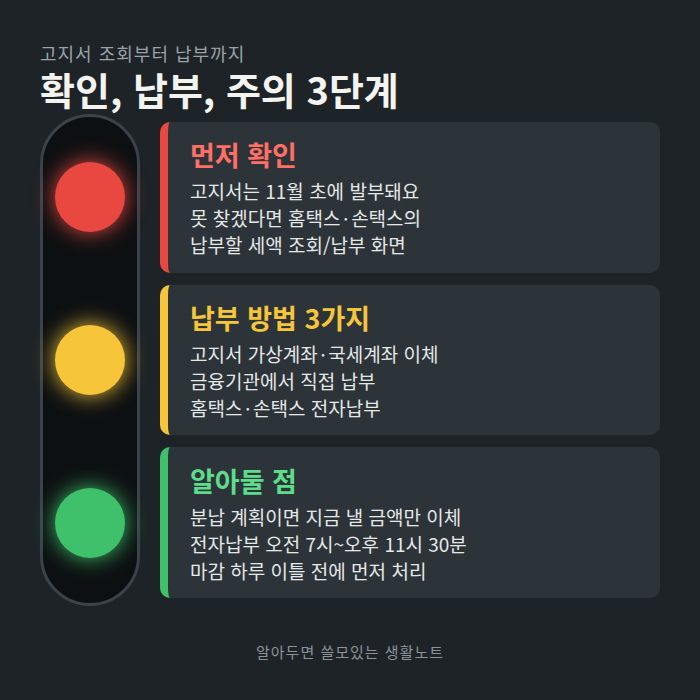 고지서 조회부터 납부까지
확인, 납부, 주의 3단계
먼저 확인
고지서는 11월 초에 발부돼요
못 찾겠다면 홈택스·손택스의
납부할 세액 조회/납부 화면
납부 방법 3가지
고지서 가상계좌·국세계좌 이체
금융기관에서 직접 납부
홈택스·손택스 전자납부
알아둘 점
분납 계획이면 지금 낼 금액만 이체
전자납부 오전 7시~오후 11시 30분
마감 하루 이틀 전에 먼저 처리
알아두면 쓸모있는 생활노트